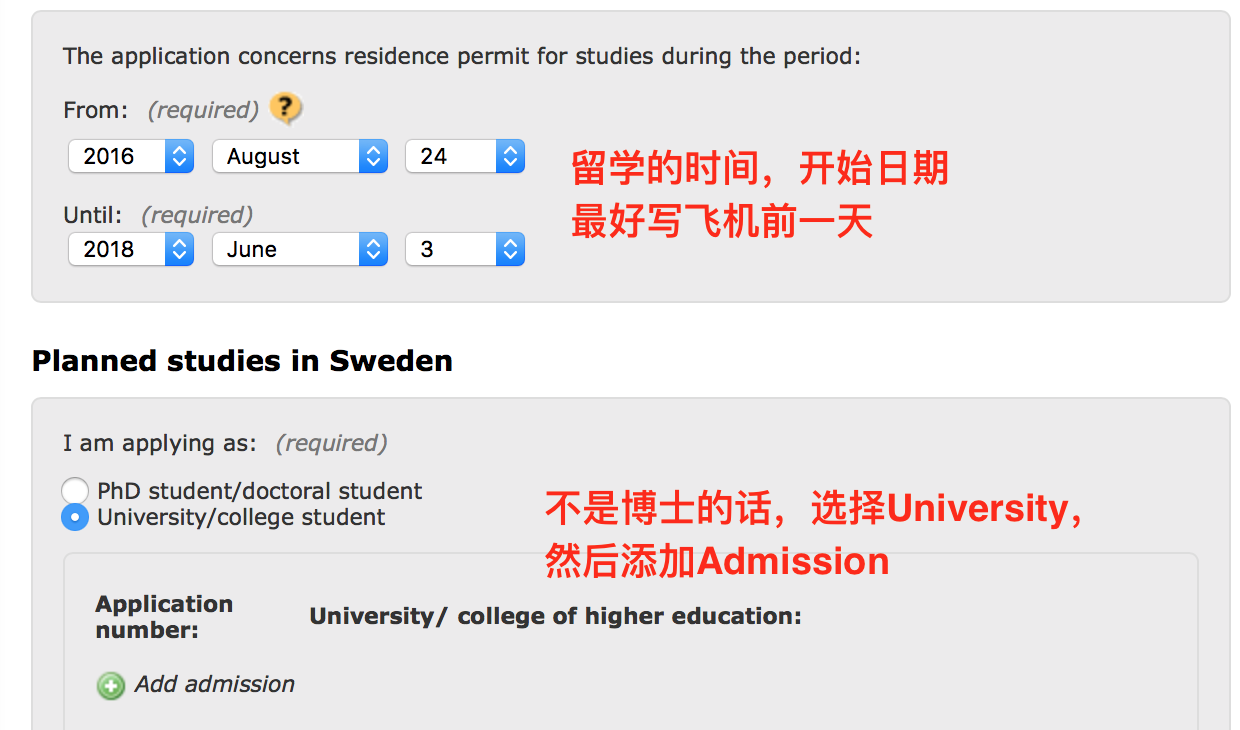 The application concerns residence permit for studies during the period:
From: (required) ?
2016 August 24
留学的时间，开始日期
最好写飞机前一天
Until: (required)
2018 June 3
Planned studies in Sweden
I am applying as: (required)
PhD student/doctoral student
University/college student
不是博士的话，选择University，
然后添加Admission
Application
number:
University/ college of higher education:
Add admission